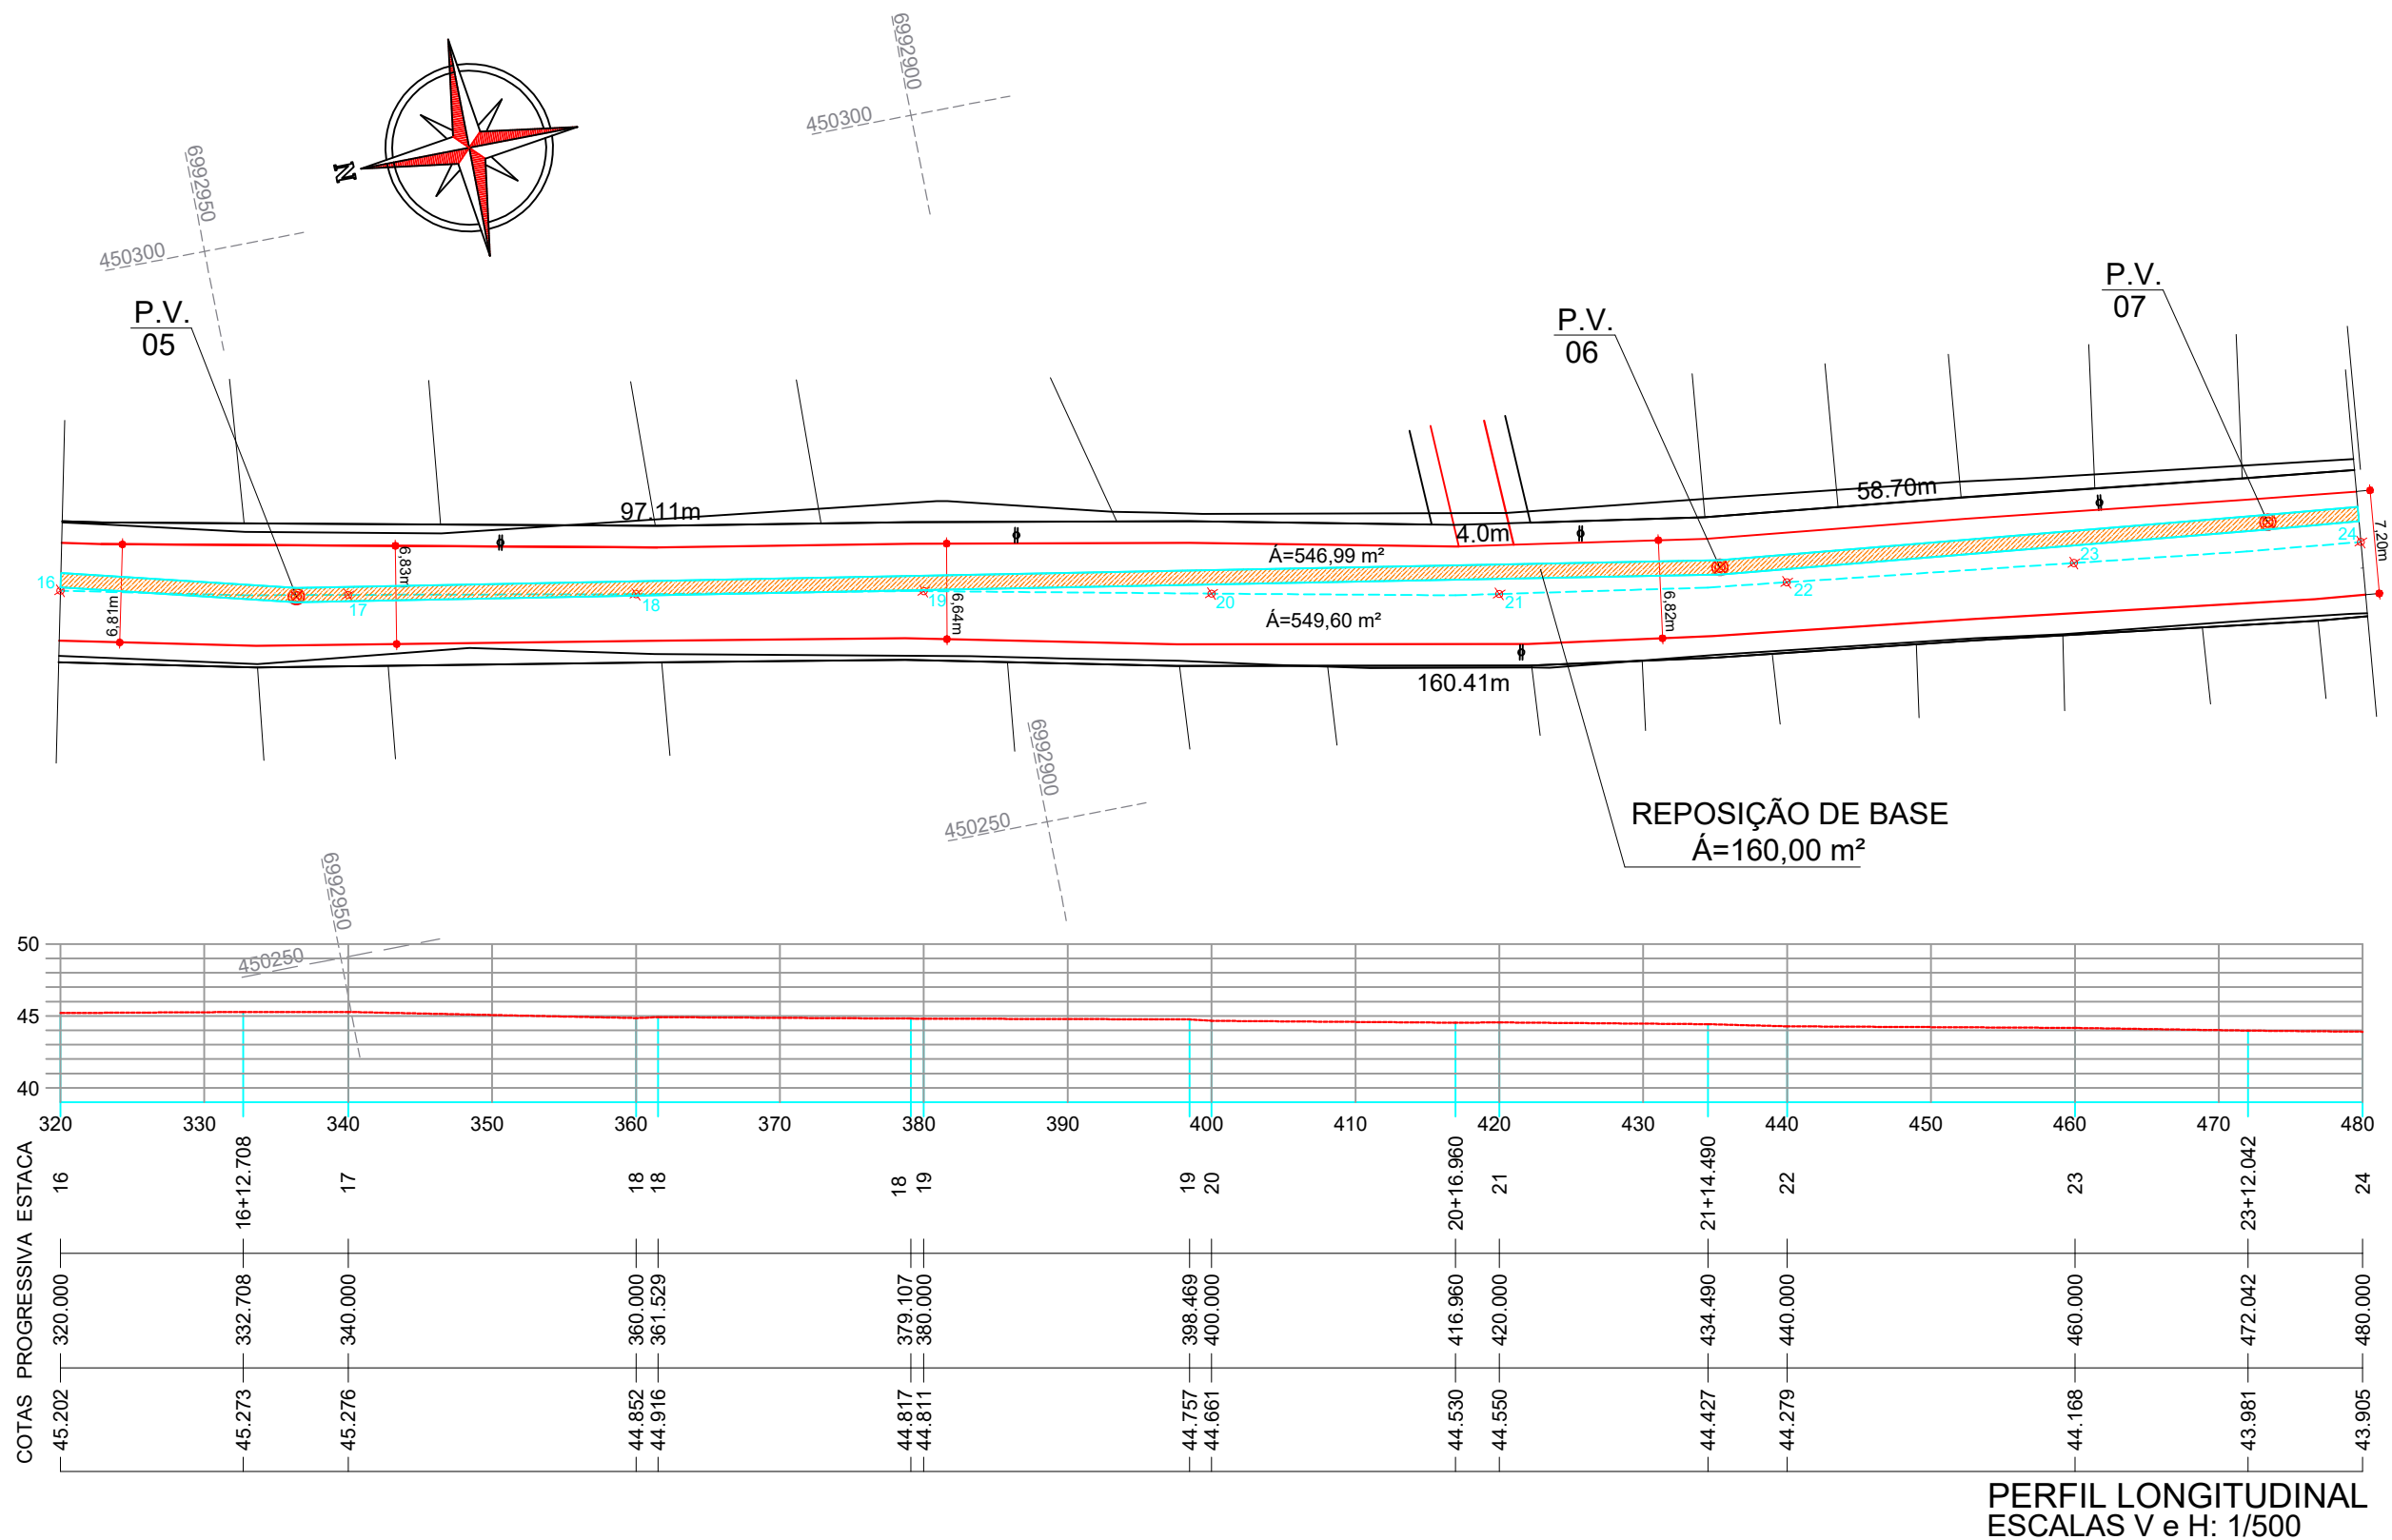 6992900
450300
6992950
450300
N
P.V.
05
P.V.
06
P.V.
07
97.11m
4.0m
58.70m
6,81m
6,83m
6,64m
6,82m
7,20m
Á=546,99 m²
Á=549,60 m²
16
17
18
19
20
21
22
23
24
160.41m
6992900
450250
6992950
450250
REPOSIÇÃO DE BASE
Á=160,00 m²
50
45
40
320 330 340 350 360 370 380 390 400 410 420 430 440 450 460 470 480
ESTACA 16 16+12.708 17 18 18 18 19 19 20 20+16.960 21 21+14.490 22 23 23+12.042 24
PROGRESSIVA 320.000 332.708 340.000 360.000 361.529 379.107 380.000 398.469 400.000 416.960 420.000 434.490 440.000 460.000 472.042 480.000
COTAS 45.202 45.273 45.276 44.852 44.916 44.817 44.811 44.757 44.661 44.530 44.550 44.427 44.279 44.168 43.981 43.905
PERFIL LONGITUDINAL
ESCALAS V e H: 1/500